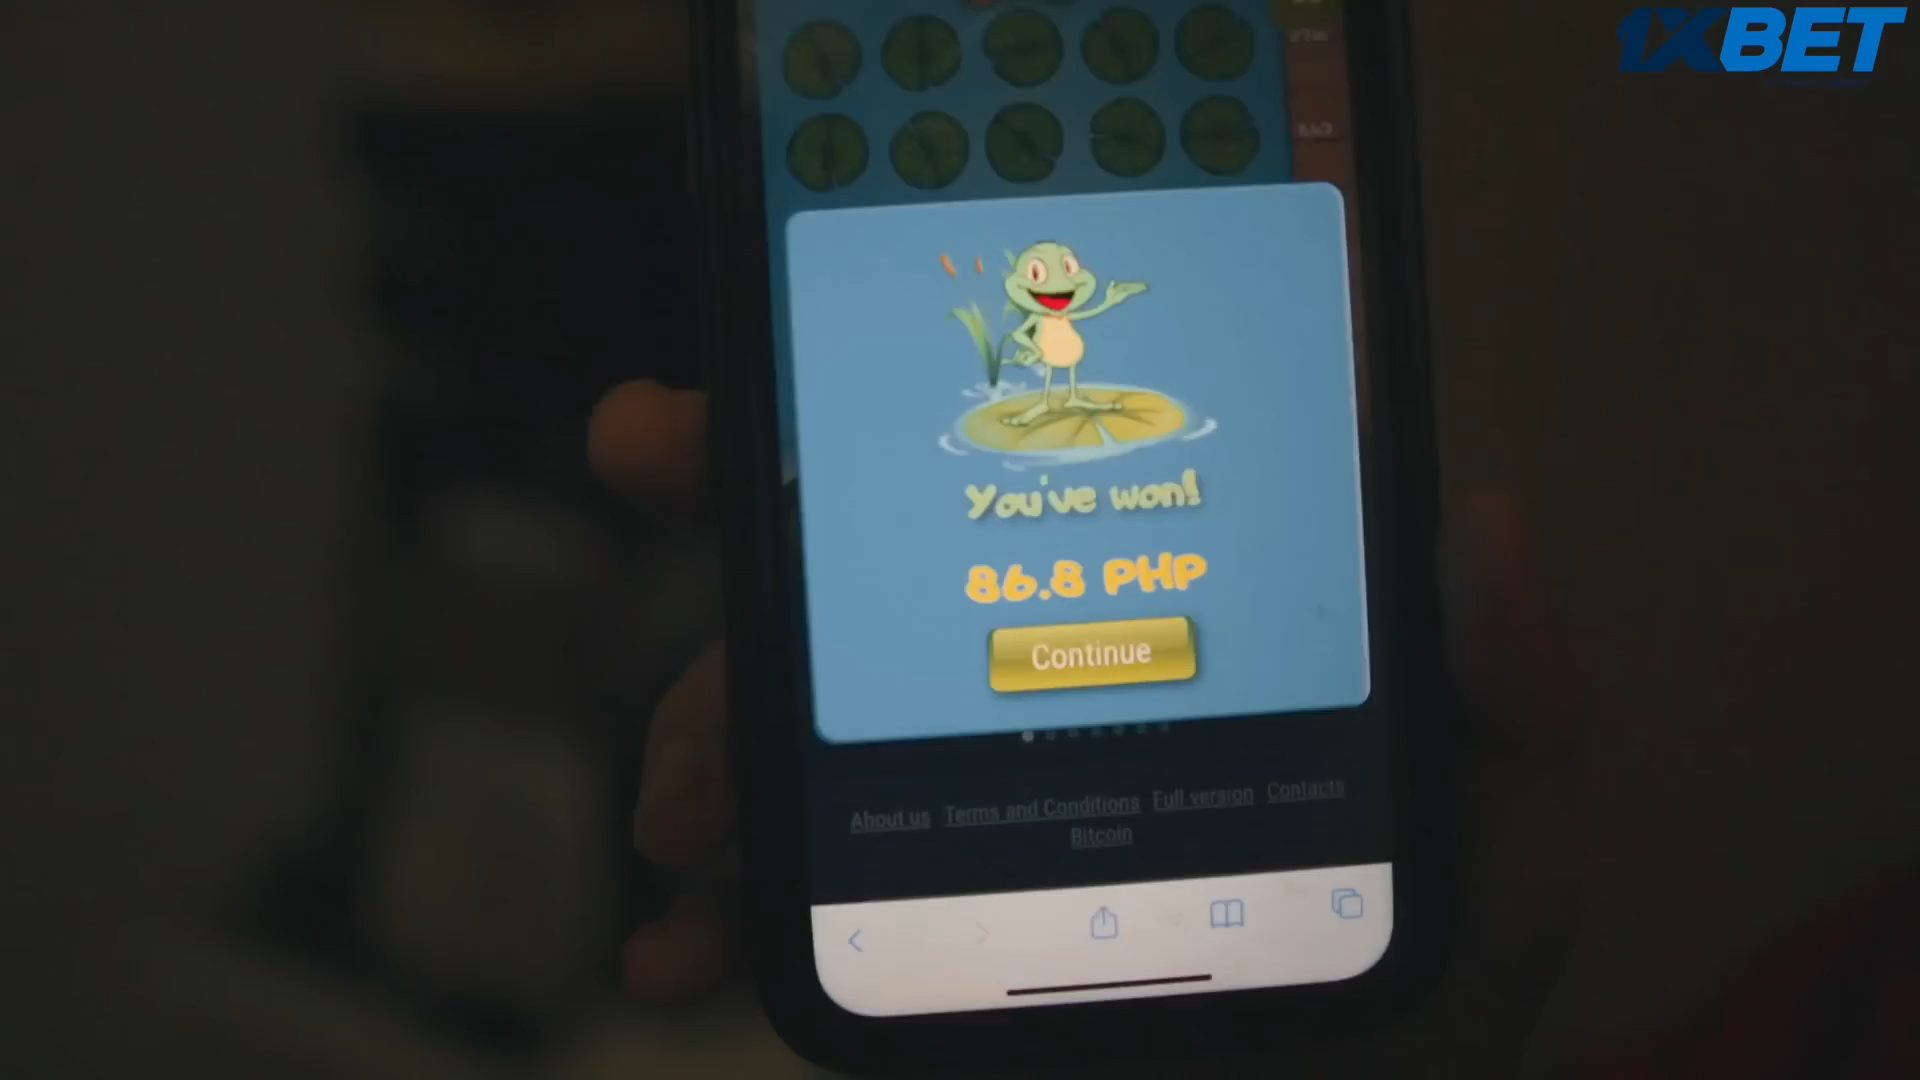 1XBET
You've won!
86.8 PHP
Continue
About us Terms and Conditions Full version Contacts
Bitcoin